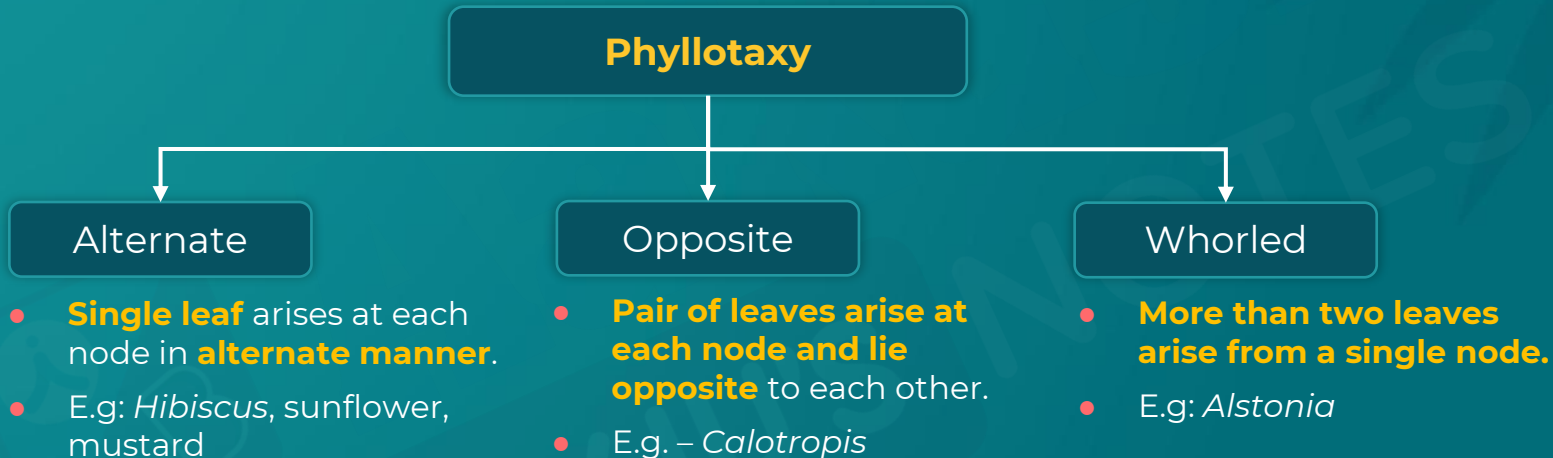 Phyllotaxy
Alternate
Single leaf arises at each
node in alternate manner.
E.g: Hibiscus, sunflower,
mustard
Opposite
Pair of leaves arise at
each node and lie
opposite to each other.
E.g. – Calotropis
Whorled
More than two leaves
arise from a single node.
E.g: Alstonia